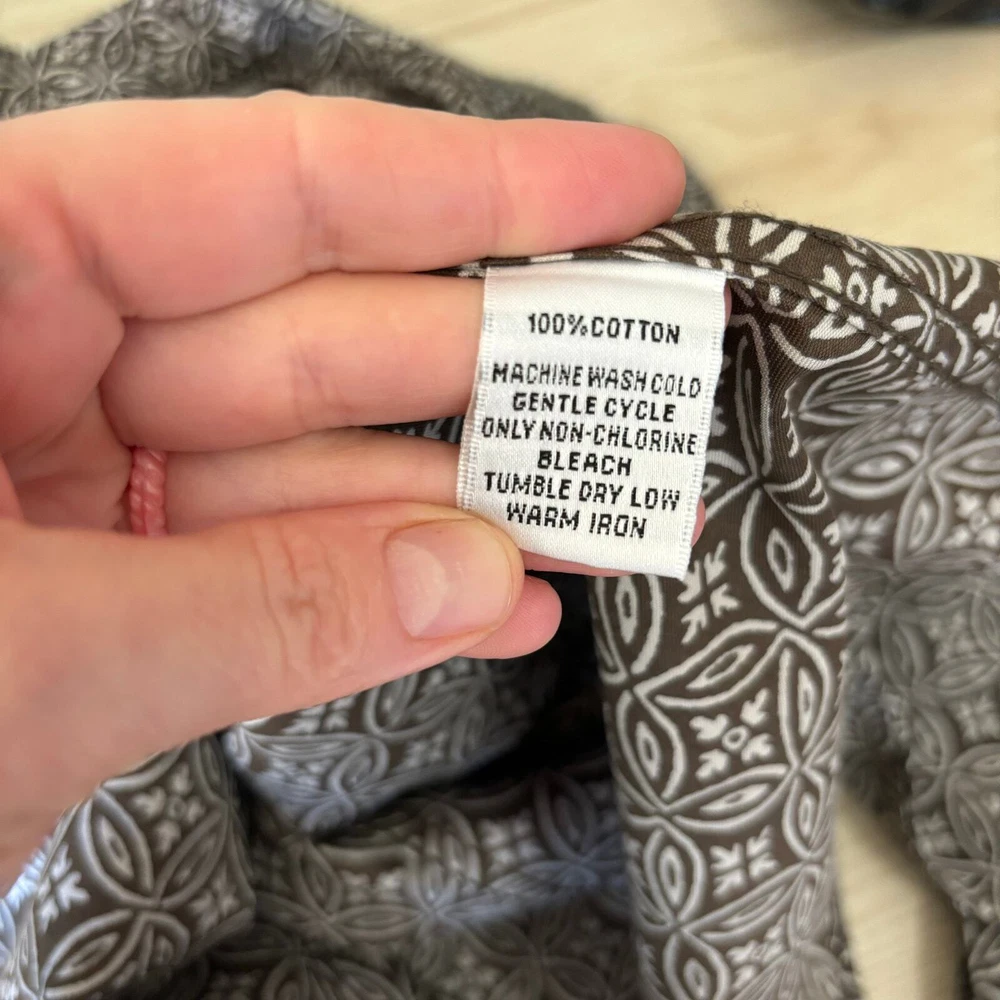 100%COTTON
MACHINE WASH COLD
GENTLE CYCLE
ONLY NON-CHLORINE
BLEACH
TUMBLE DRY LOW
WARM IRON